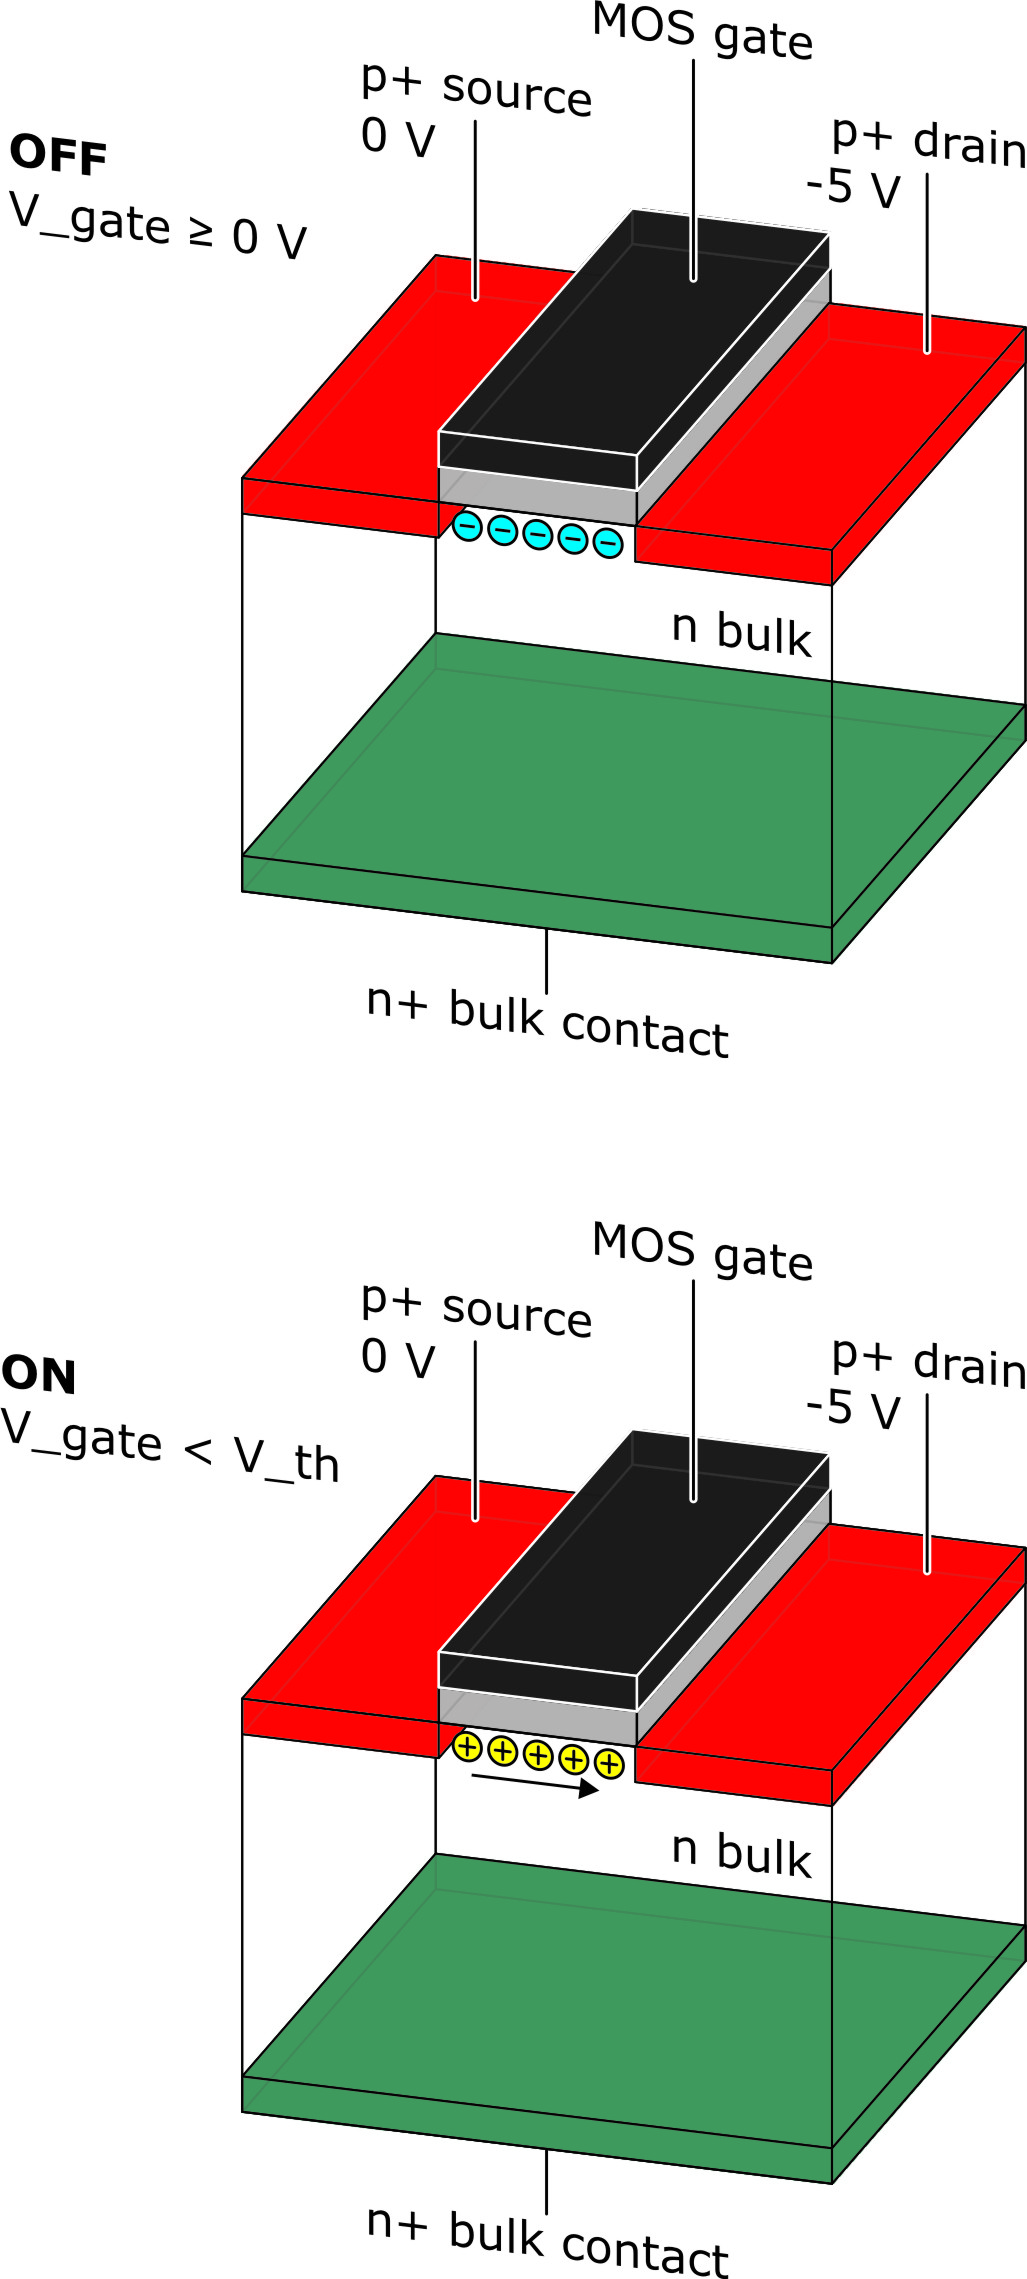 MOS gate
p+ source
0 V
p+ drain
-5 V
OFF
V_gate ≥ 0 V
n bulk
n+ bulk contact
MOS gate
p+ source
0 V
p+ drain
-5 V
ON
V_gate < V_th
n bulk
n+ bulk contact